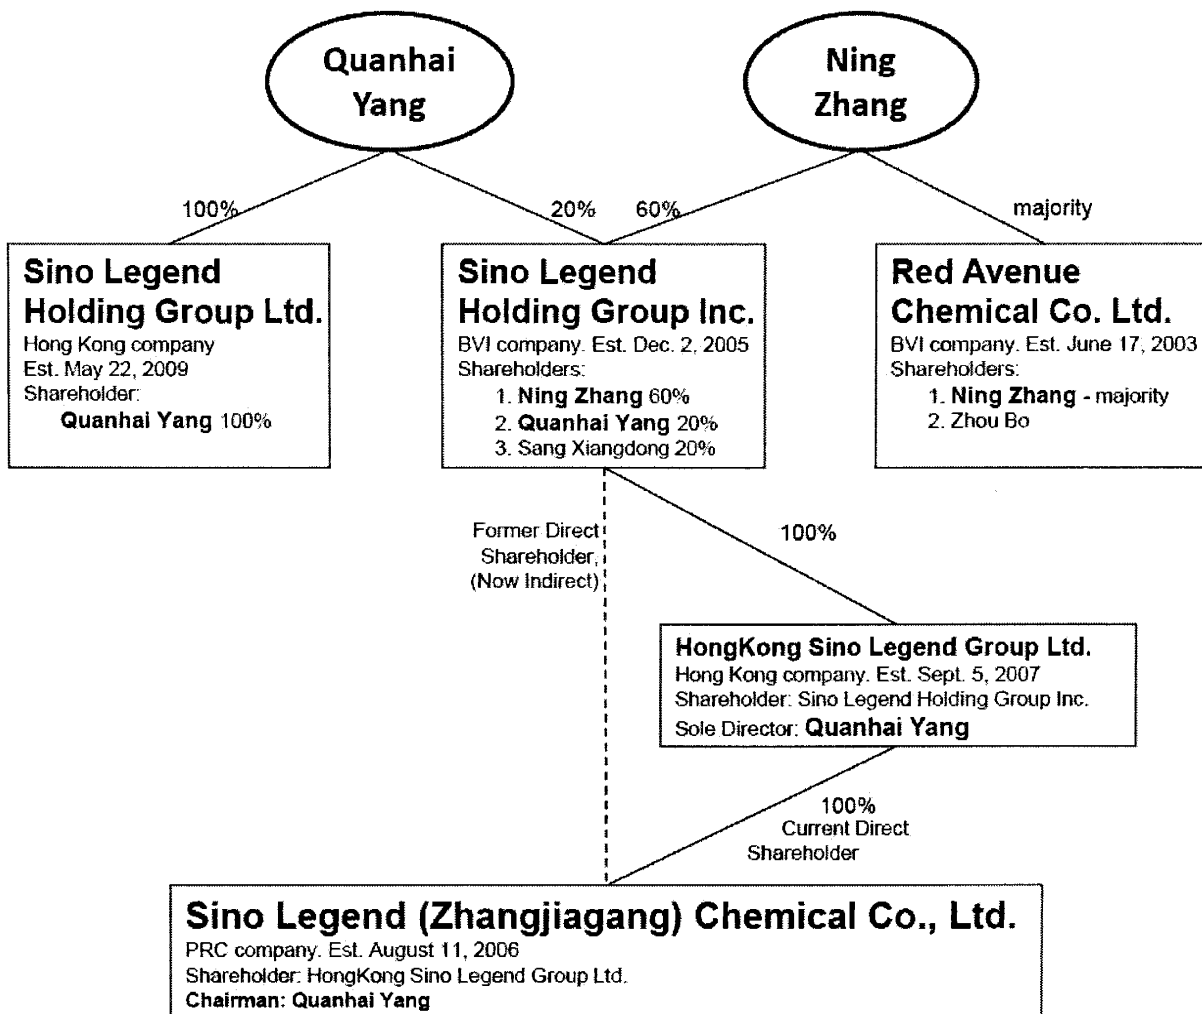 Quanhai
Yang
Ning
Zhang
100%
20%
60%
majority
Sino Legend
Holding Group Ltd.
Hong Kong company
Est. May 22, 2009
Shareholder:
Quanhai Yang 100%
Sino Legend
Holding Group Inc.
BVI company. Est. Dec. 2, 2005
Shareholders:
1. Ning Zhang 60%
2. Quanhai Yang 20%
3. Sang Xiangdong 20%
Red Avenue
Chemical Co. Ltd.
BVI company. Est. June 17, 2003
Shareholders:
1. Ning Zhang - majority
2. Zhou Bo
Former Direct
Shareholder,
(Now Indirect)
100%
HongKong Sino Legend Group Ltd.
Hong Kong company. Est. Sept. 5, 2007
Shareholder: Sino Legend Holding Group Inc.
Sole Director: Quanhai Yang
100%
Current Direct
Shareholder
Sino Legend (Zhangjiagang) Chemical Co., Ltd.
PRC company. Est. August 11, 2006
Shareholder: HongKong Sino Legend Group Ltd.
Chairman: Quanhai Yang